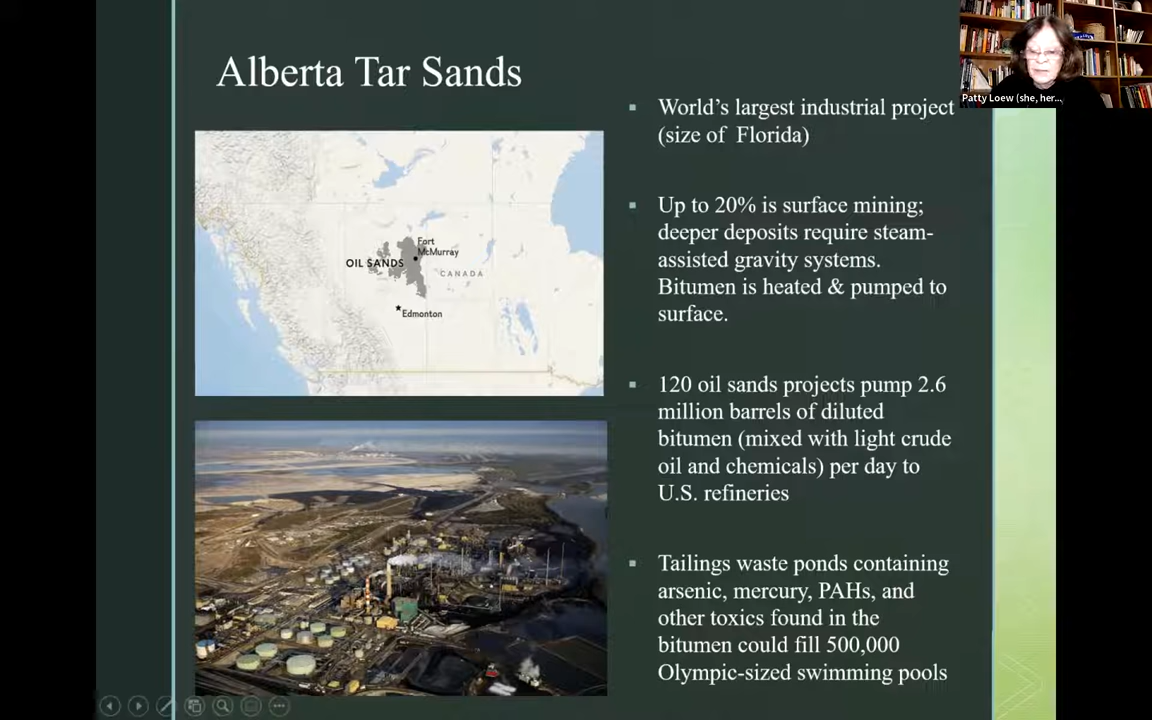 Alberta Tar Sands
Patty Loew (she, her...
World's largest industrial project
(size of Florida)
Up to 20% is surface mining;
deeper deposits require steam-
assisted gravity systems.
Bitumen is heated & pumped to
surface.
120 oil sands projects pump 2.6
million barrels of diluted
bitumen (mixed with light crude
oil and chemicals) per day to
U.S. refineries
Tailings waste ponds containing
arsenic, mercury, PAHs, and
other toxics found in the
bitumen could fill 500,000
Olympic-sized swimming pools
Fort
McMurray
OIL SANDS
CANADA
Edmonton